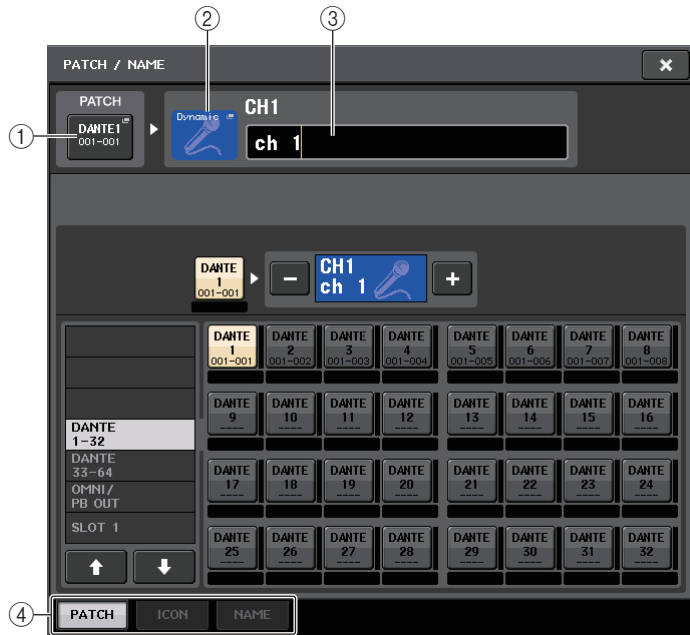 ② ③
PATCH / NAME ×
PATCH
① DANTE1
001-001
Dynamic
CH1
ch 1
DANTE
1
001-001
−
CH1
ch 1
+
DANTE
1-32
DANTE
33-64
OMNI/
PB OUT
SLOT 1
DANTE DANTE DANTE DANTE DANTE DANTE DANTE DANTE
1 2 3 4 5 6 7 8
001-001 001-002 001-003 001-004 001-005 001-006 001-007 001-008
DANTE DANTE DANTE DANTE DANTE DANTE DANTE DANTE
9 10 11 12 13 14 15 16
---- ---- ---- ---- ---- ---- ---- ----
DANTE DANTE DANTE DANTE DANTE DANTE DANTE DANTE
17 18 19 20 21 22 23 24
---- ---- ---- ---- ---- ---- ---- ----
DANTE DANTE DANTE DANTE DANTE DANTE DANTE DANTE
25 26 27 28 29 30 31 32
---- ---- ---- ---- ---- ---- ---- ----
④ PATCH ICON NAME